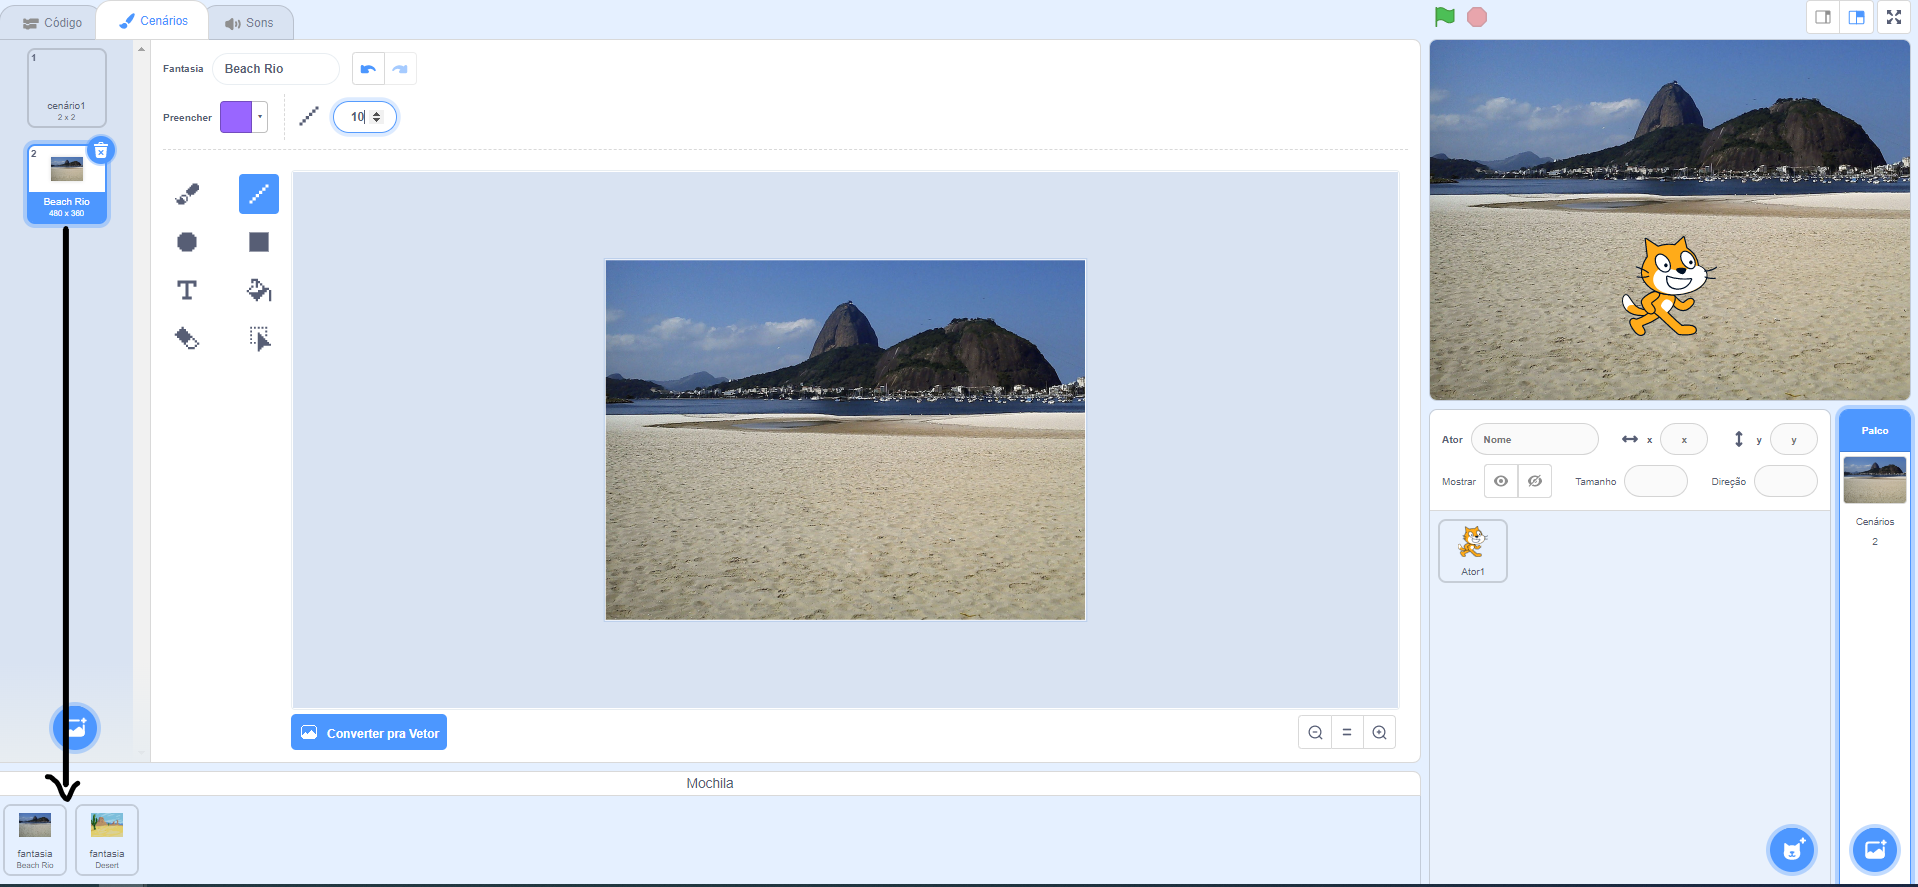 Código
Cenários
Sons
1
cenário1
2 x 2
2
Beach Rio
480 x 360
Fantasia
Beach Rio
Preencher
10
T
Converter pra Vetor
=
Mochila
fantasia
Beach Rio
fantasia
Desert
Ator
Nome
x
x
y
y
Mostrar
Tamanho
Direção
Ator1
Palco
Cenários
2